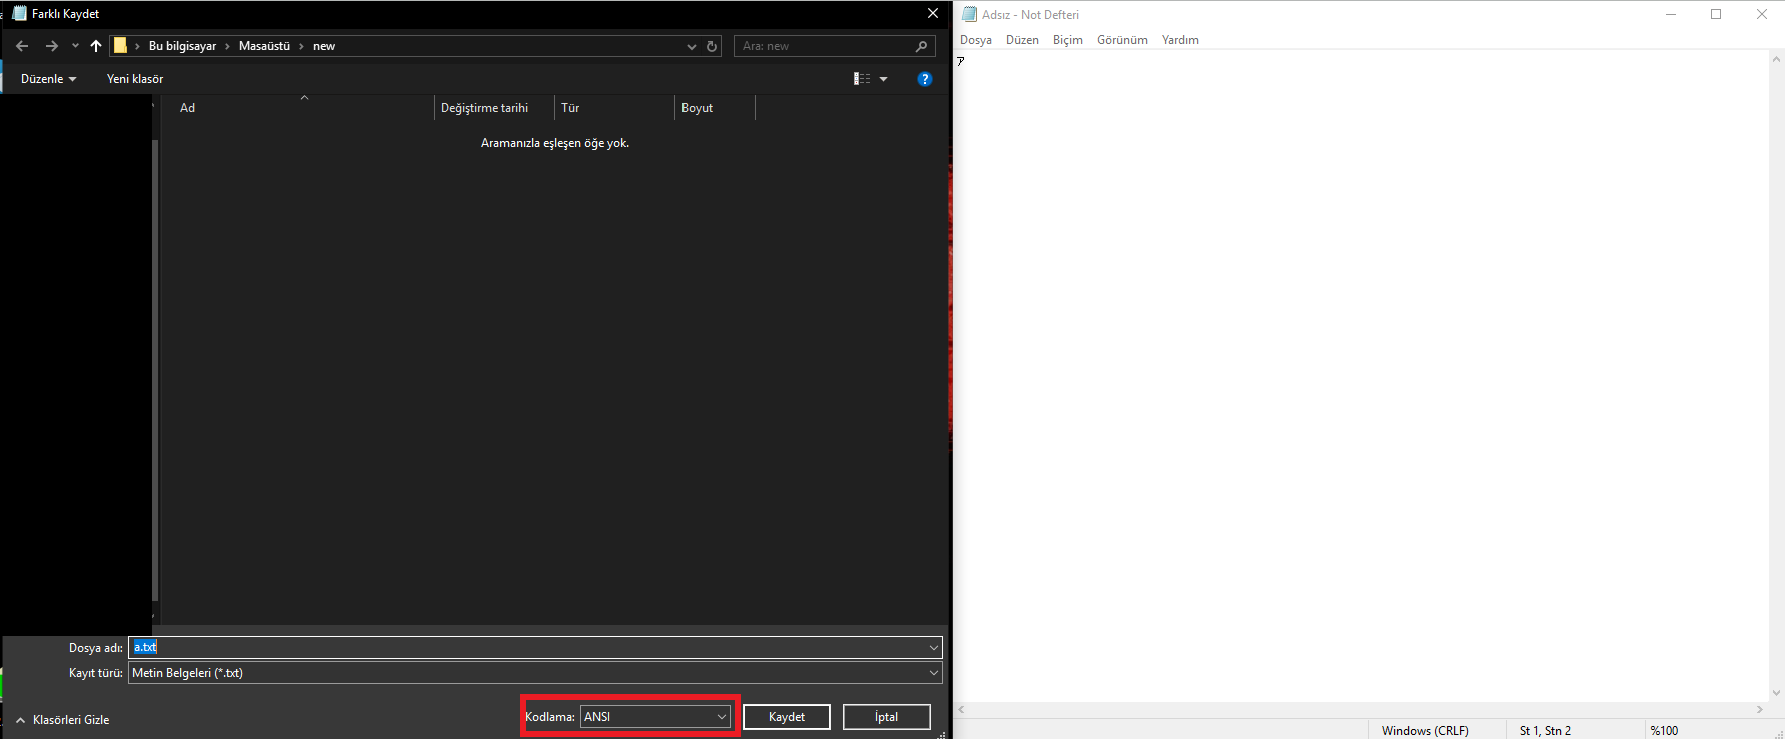 Farklı Kaydet
Bu bilgisayar › Masaüstü › new
Ara: new
Düzenle
Yeni klasör
?
Ad
Değiştirme tarihi
Tür
Boyut
Aramanızla eşleşen öğe yok.
Dosya adı: a.txt
Kayıt türü: Metin Belgeleri (*.txt)
Klasörleri Gizle
Kodlama: ANSI
Kaydet
İptal
Adsız - Not Defteri
Dosya Düzen Biçim Görünüm Yardım
ア
Windows (CRLF)
St 1, Stn 2
%100